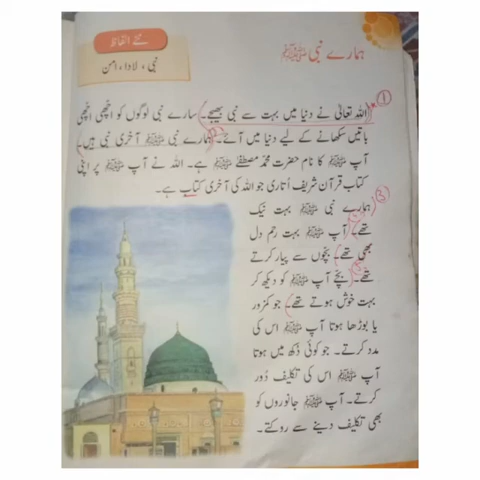 نئے الفاظ
نبی ، لادا ، امن
ہمارے نبی ﷺ
① اللہ تعالیٰ نے دنیا میں بہت سے نبی بھیجے۔ سارے نبی لوگوں کو اچھی اچھی
باتیں سکھانے کے لیے دنیا میں آئے۔ ہمارے نبی ﷺ آخری نبی ہیں۔
آپ ﷺ کا نام حضرت محمد مصطفےٰ ﷺ ہے۔ اللہ نے آپ ﷺ پر اپنی
کتاب قرآن شریف اُتاری جو اللہ کی آخری کتاب ہے۔
ہمارے نبی ﷺ بہت نیک
تھے۔ آپ ﷺ بہت رحم دل
بھی تھے۔ بچوں سے پیار کرتے
تھے۔ بچے آپ ﷺ کو دیکھ کر
بہت خوش ہوتے تھے۔ جو کمزور
یا بوڑھا ہوتا آپ ﷺ اس کی
مدد کرتے۔ جو کوئی دُکھ میں ہوتا
آپ ﷺ اس کی تکلیف دُور
کرتے۔ آپ ﷺ جانوروں کو
بھی تکلیف دینے سے روکتے۔